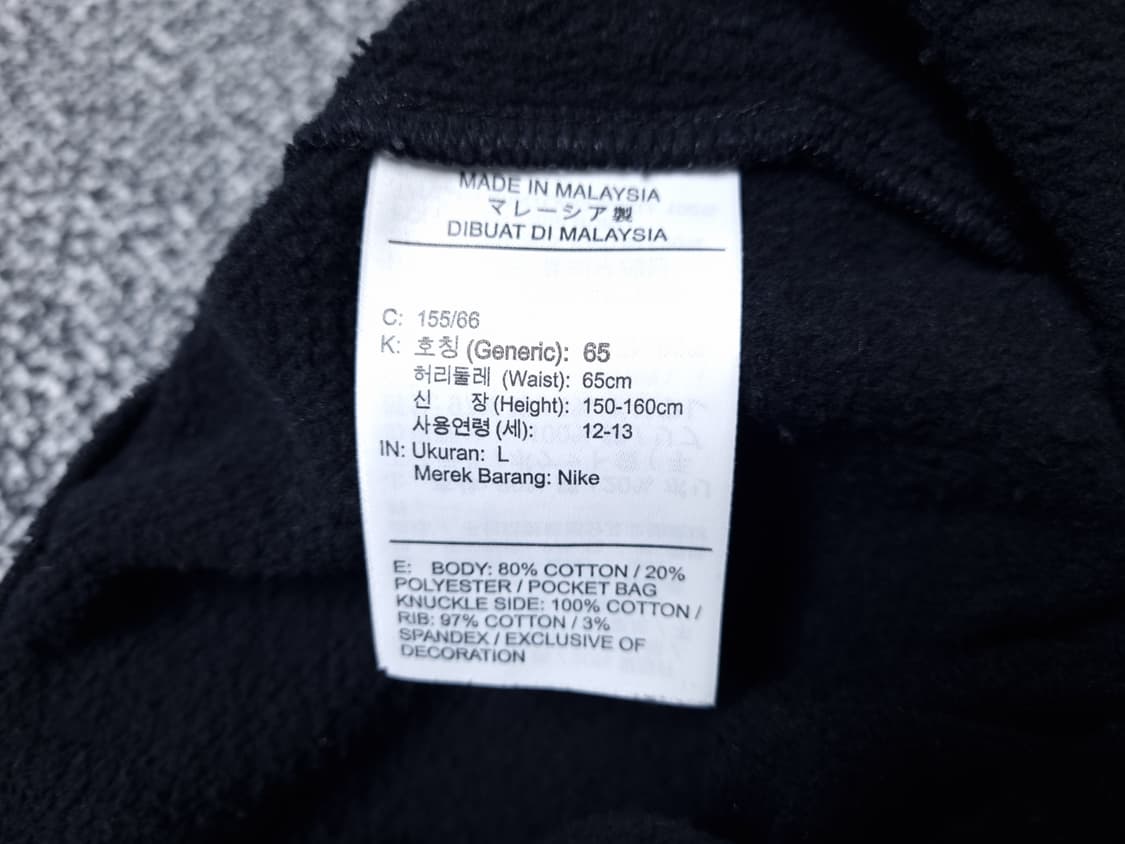 MADE IN MALAYSIA
マレーシア製
DIBUAT DI MALAYSIA
C: 155/66
K: 호칭 (Generic): 65
허리둘레 (Waist): 65cm
신 장 (Height): 150-160cm
사용연령 (세): 12-13
IN: Ukuran: L
Merek Barang: Nike
E: BODY: 80% COTTON / 20%
POLYESTER / POCKET BAG
KNUCKLE SIDE: 100% COTTON /
RIB: 97% COTTON / 3%
SPANDEX / EXCLUSIVE OF
DECORATION